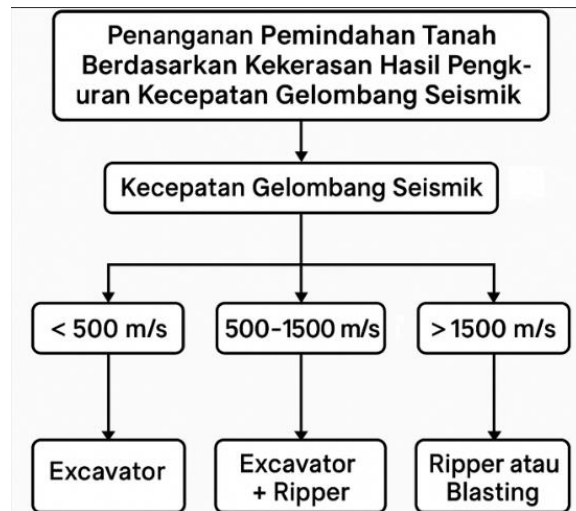 Penanganan Pemindahan Tanah
Berdasarkan Kekerasan Hasil Pengk-
uran Kecepatan Gelombang Seismik
Kecepatan Gelombang Seismik
< 500 m/s
500-1500 m/s
> 1500 m/s
Excavator
Excavator
+ Ripper
Ripper atau
Blasting